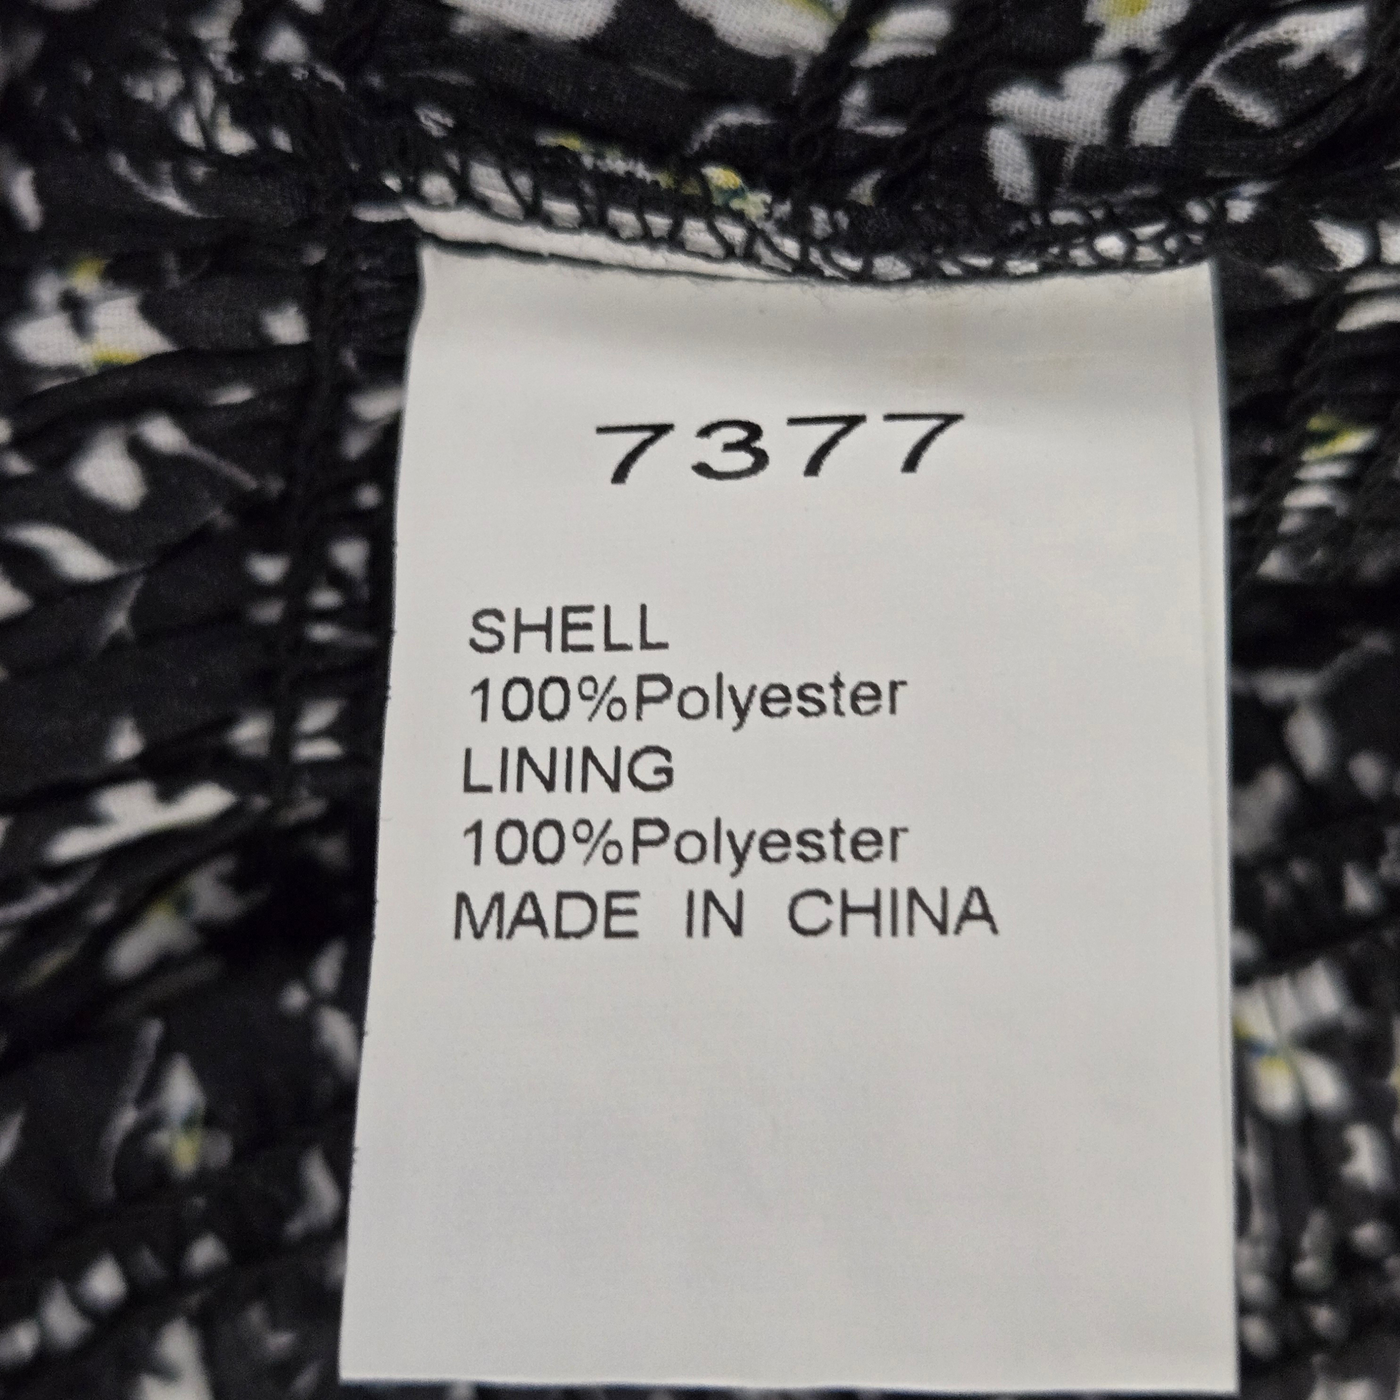 7377
SHELL
100%Polyester
LINING
100%Polyester
MADE IN CHINA